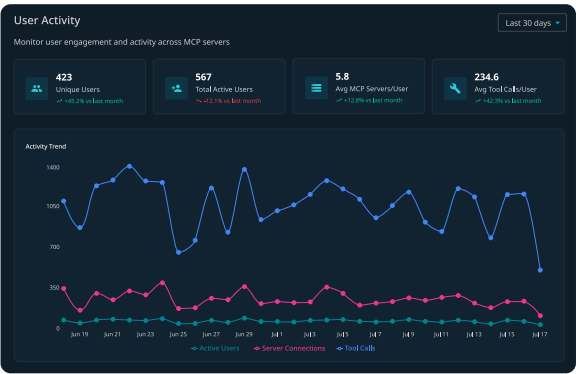 User Activity
Last 30 days
Monitor user engagement and activity across MCP servers
423
Unique Users
+45.2% vs last month
567
Total Active Users
-12.1% vs last month
5.8
Avg MCP Servers/User
+12.8% vs last month
234.6
Avg Tool Calls/User
+42.3% vs last month
Activity Trend
1400
1050
700
350
0
Jun 19 Jun 21 Jun 23 Jun 25 Jun 27 Jun 29 Jul 1 Jul 3 Jul 5 Jul 7 Jul 9 Jul 11 Jul 13 Jul 15 Jul 17
Active Users Server Connections Tool Calls